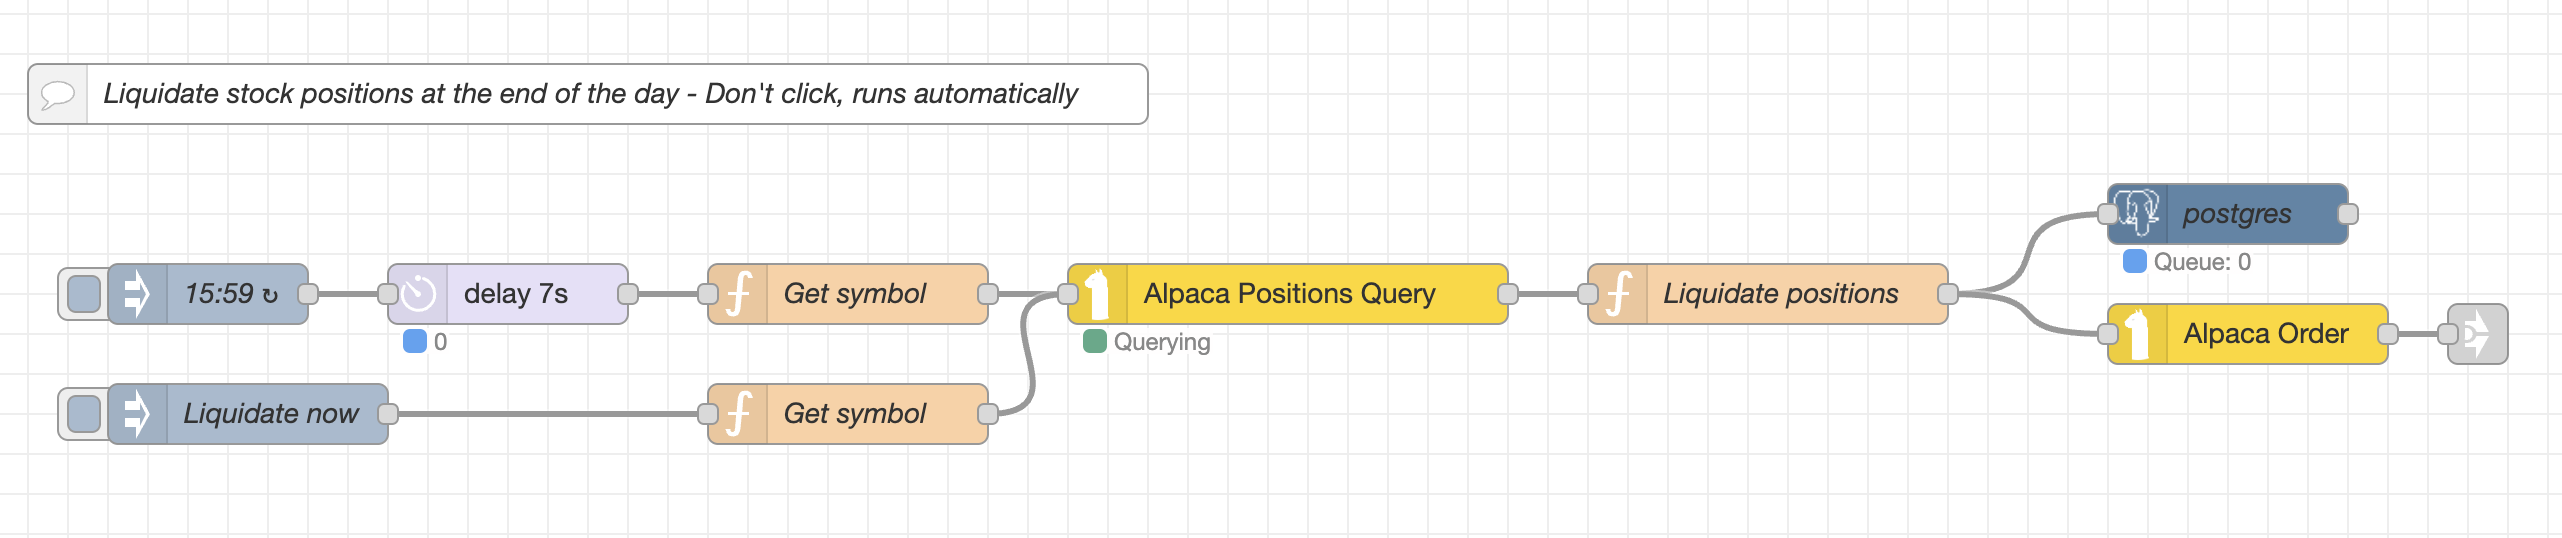 Liquidate stock positions at the end of the day - Don't click, runs automatically
postgres
Queue: 0
15:59 ↻
delay 7s
0
Get symbol
Alpaca Positions Query
Querying
Liquidate positions
Alpaca Order
Liquidate now
Get symbol